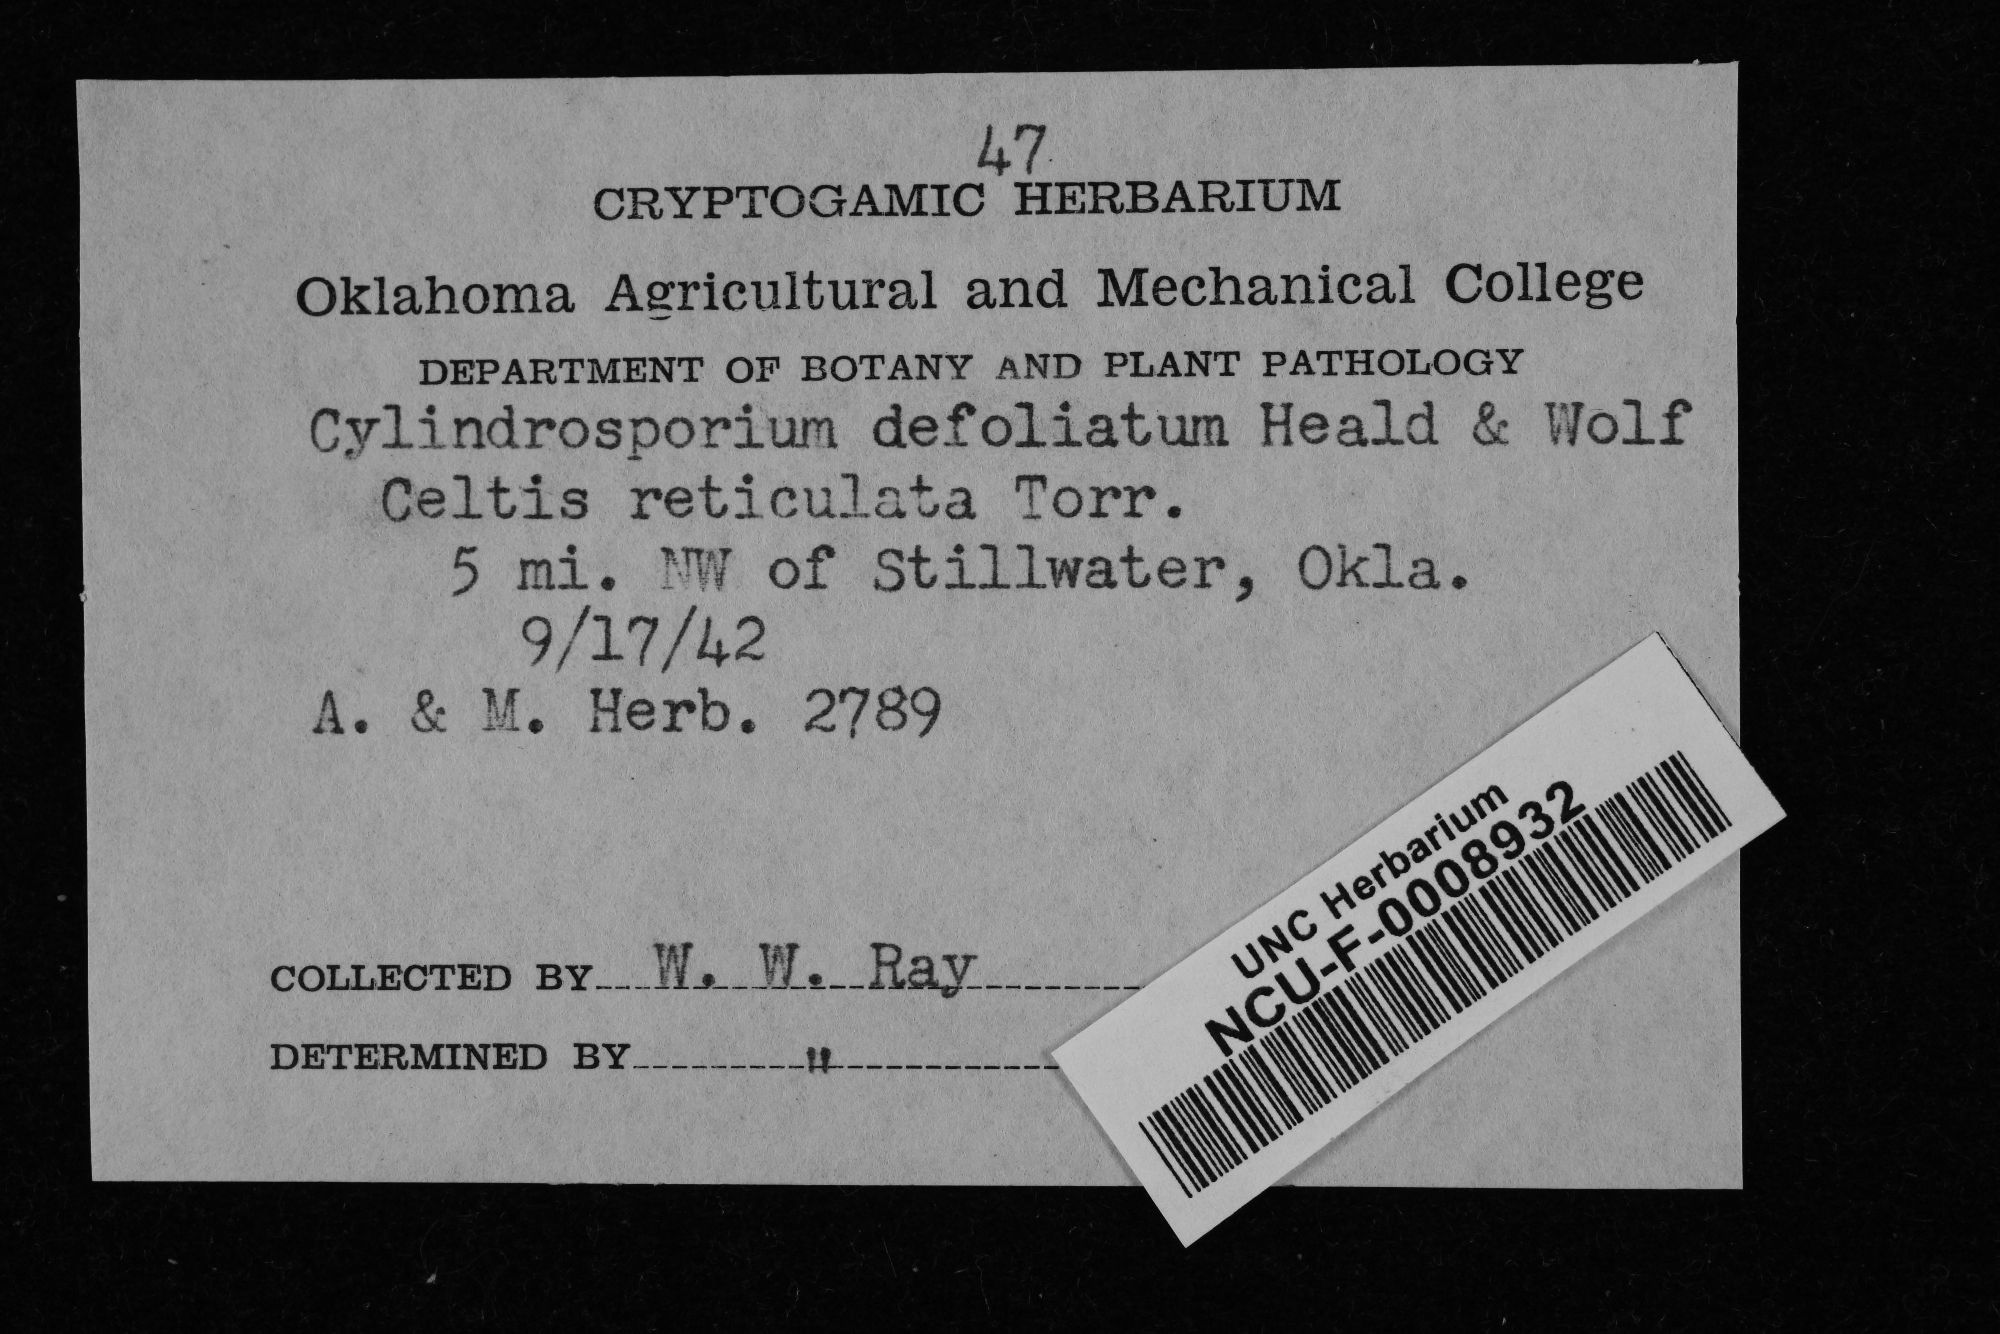 47
CRYPTOGAMIC HERBARIUM
Oklahoma Agricultural and Mechanical College
DEPARTMENT OF BOTANY AND PLANT PATHOLOGY
Cylindrosporium defoliatum Heald & Wolf
Celtis reticulata Torr.
5 mi. NW of Stillwater, Okla.
9/17/42
A. & M. Herb. 2789
COLLECTED BY W. W. Ray
DETERMINED BY "
UNC Herbarium
NCU-F-0008932